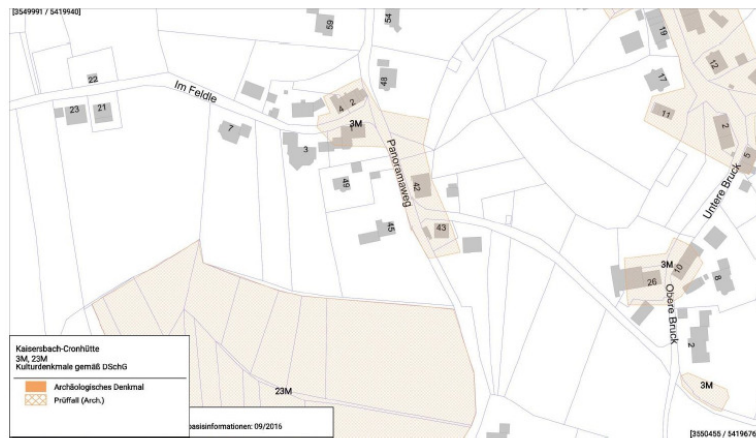 [3549991 / 5419940]
59
54
19
48
12
22
Im Feldle
17
23
21
4
2
11
3M
1
2
7
Panoramaweg
3
5
49
42
Untere Bruck
45
43
3M
10
26
8
Obere Bruck
2
Kaisersbach-Cronhütte
3M, 23M
Kulturdenkmale gemäß DSchG
Archäologisches Denkmal
Prüffall (Arch.)
23M
3M
basisinformationen: 09/2016
[3550455 / 5419676]